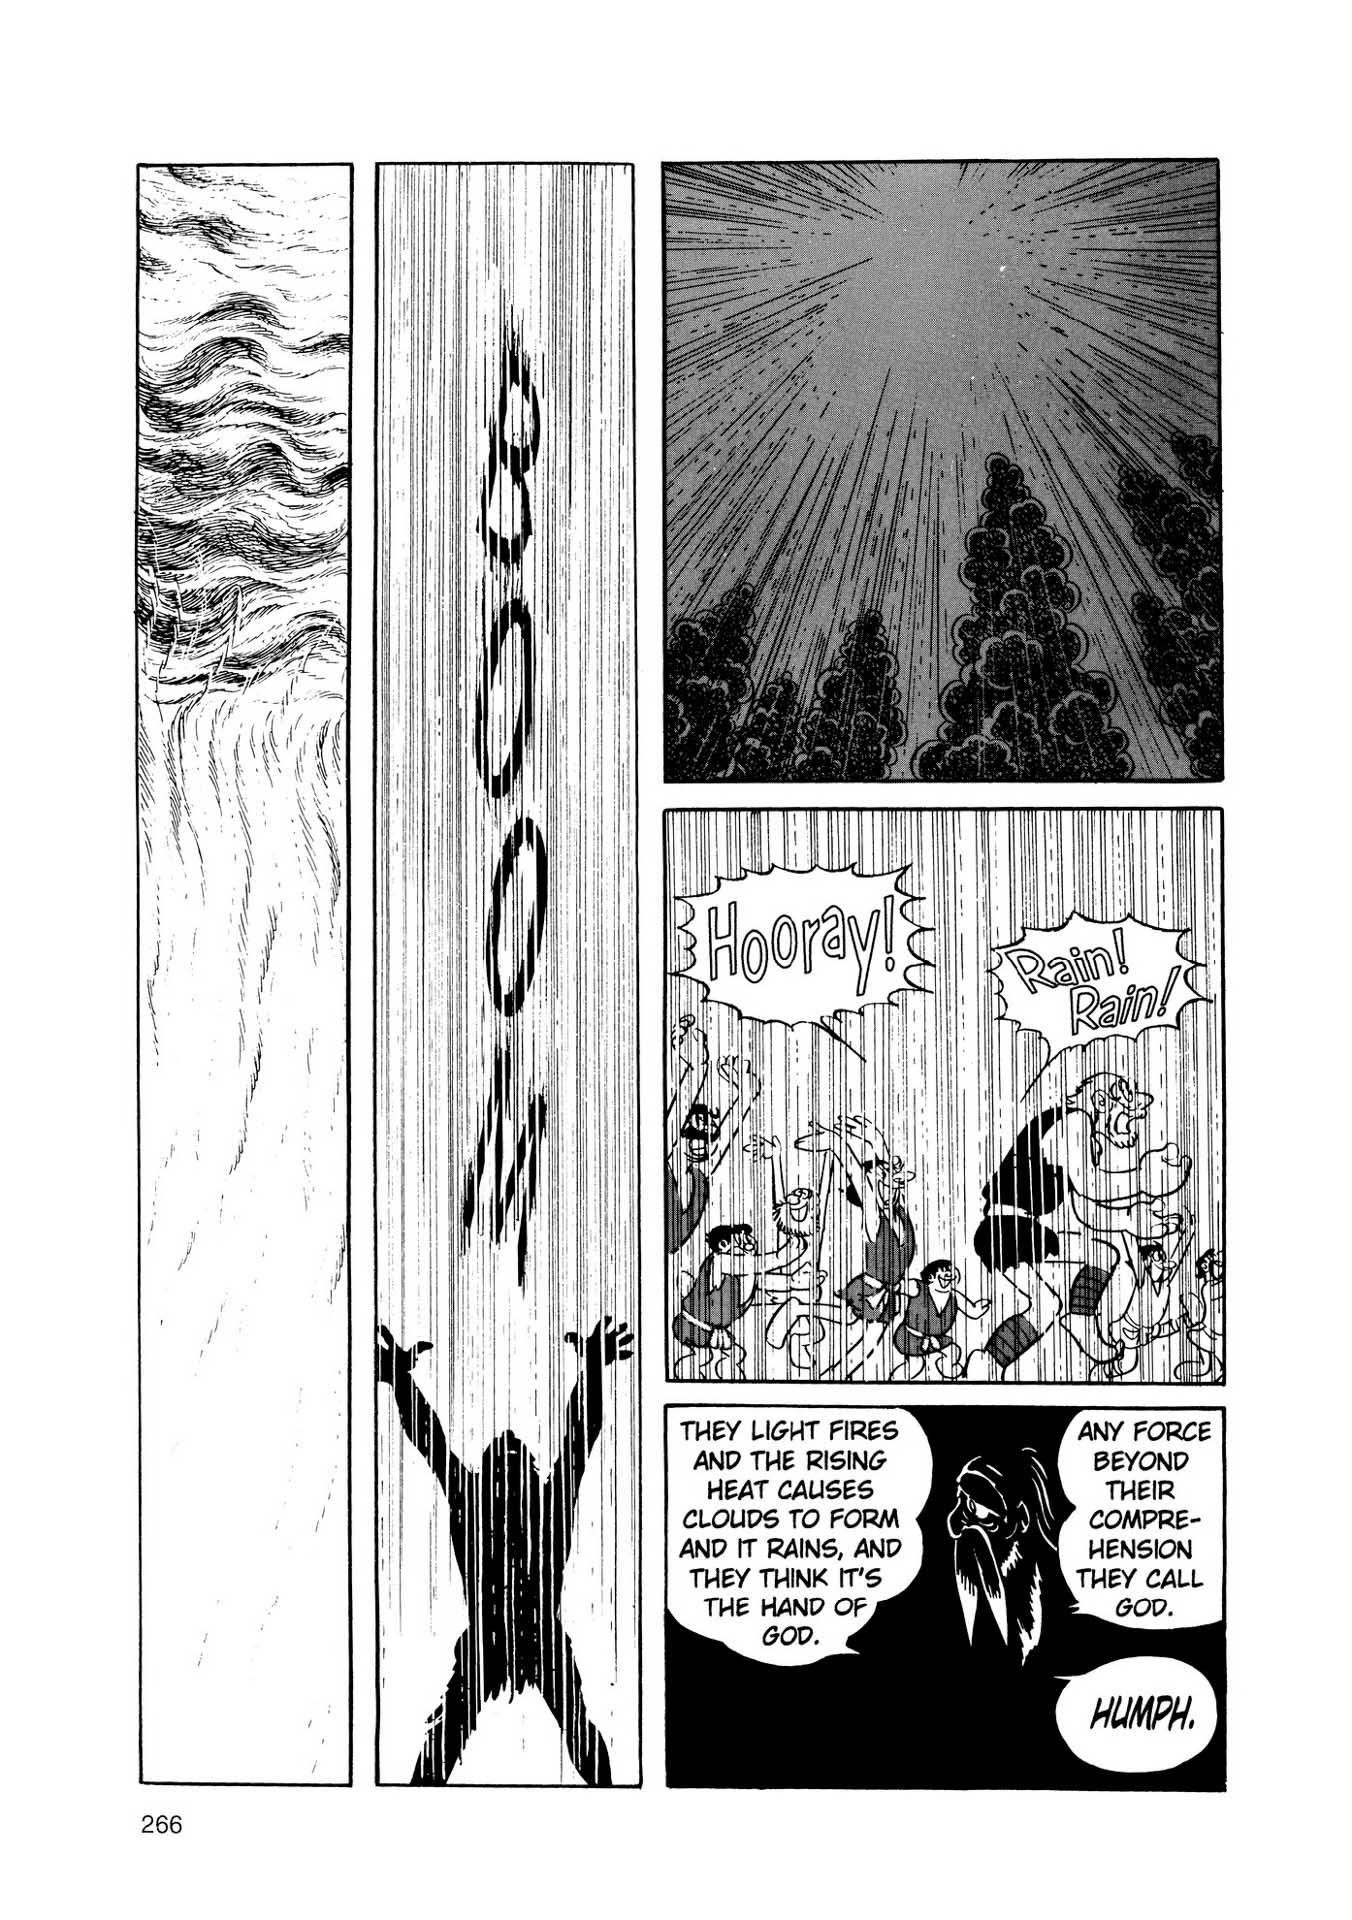 Hooray!
Rain!
Rain!
THEY LIGHT FIRES
AND THE RISING
HEAT CAUSES
CLOUDS TO FORM
AND IT RAINS, AND
THEY THINK IT'S
THE HAND OF
GOD.
ANY FORCE
BEYOND
THEIR
COMPRE-
HENSION
THEY CALL
GOD.
HUMPH.
266